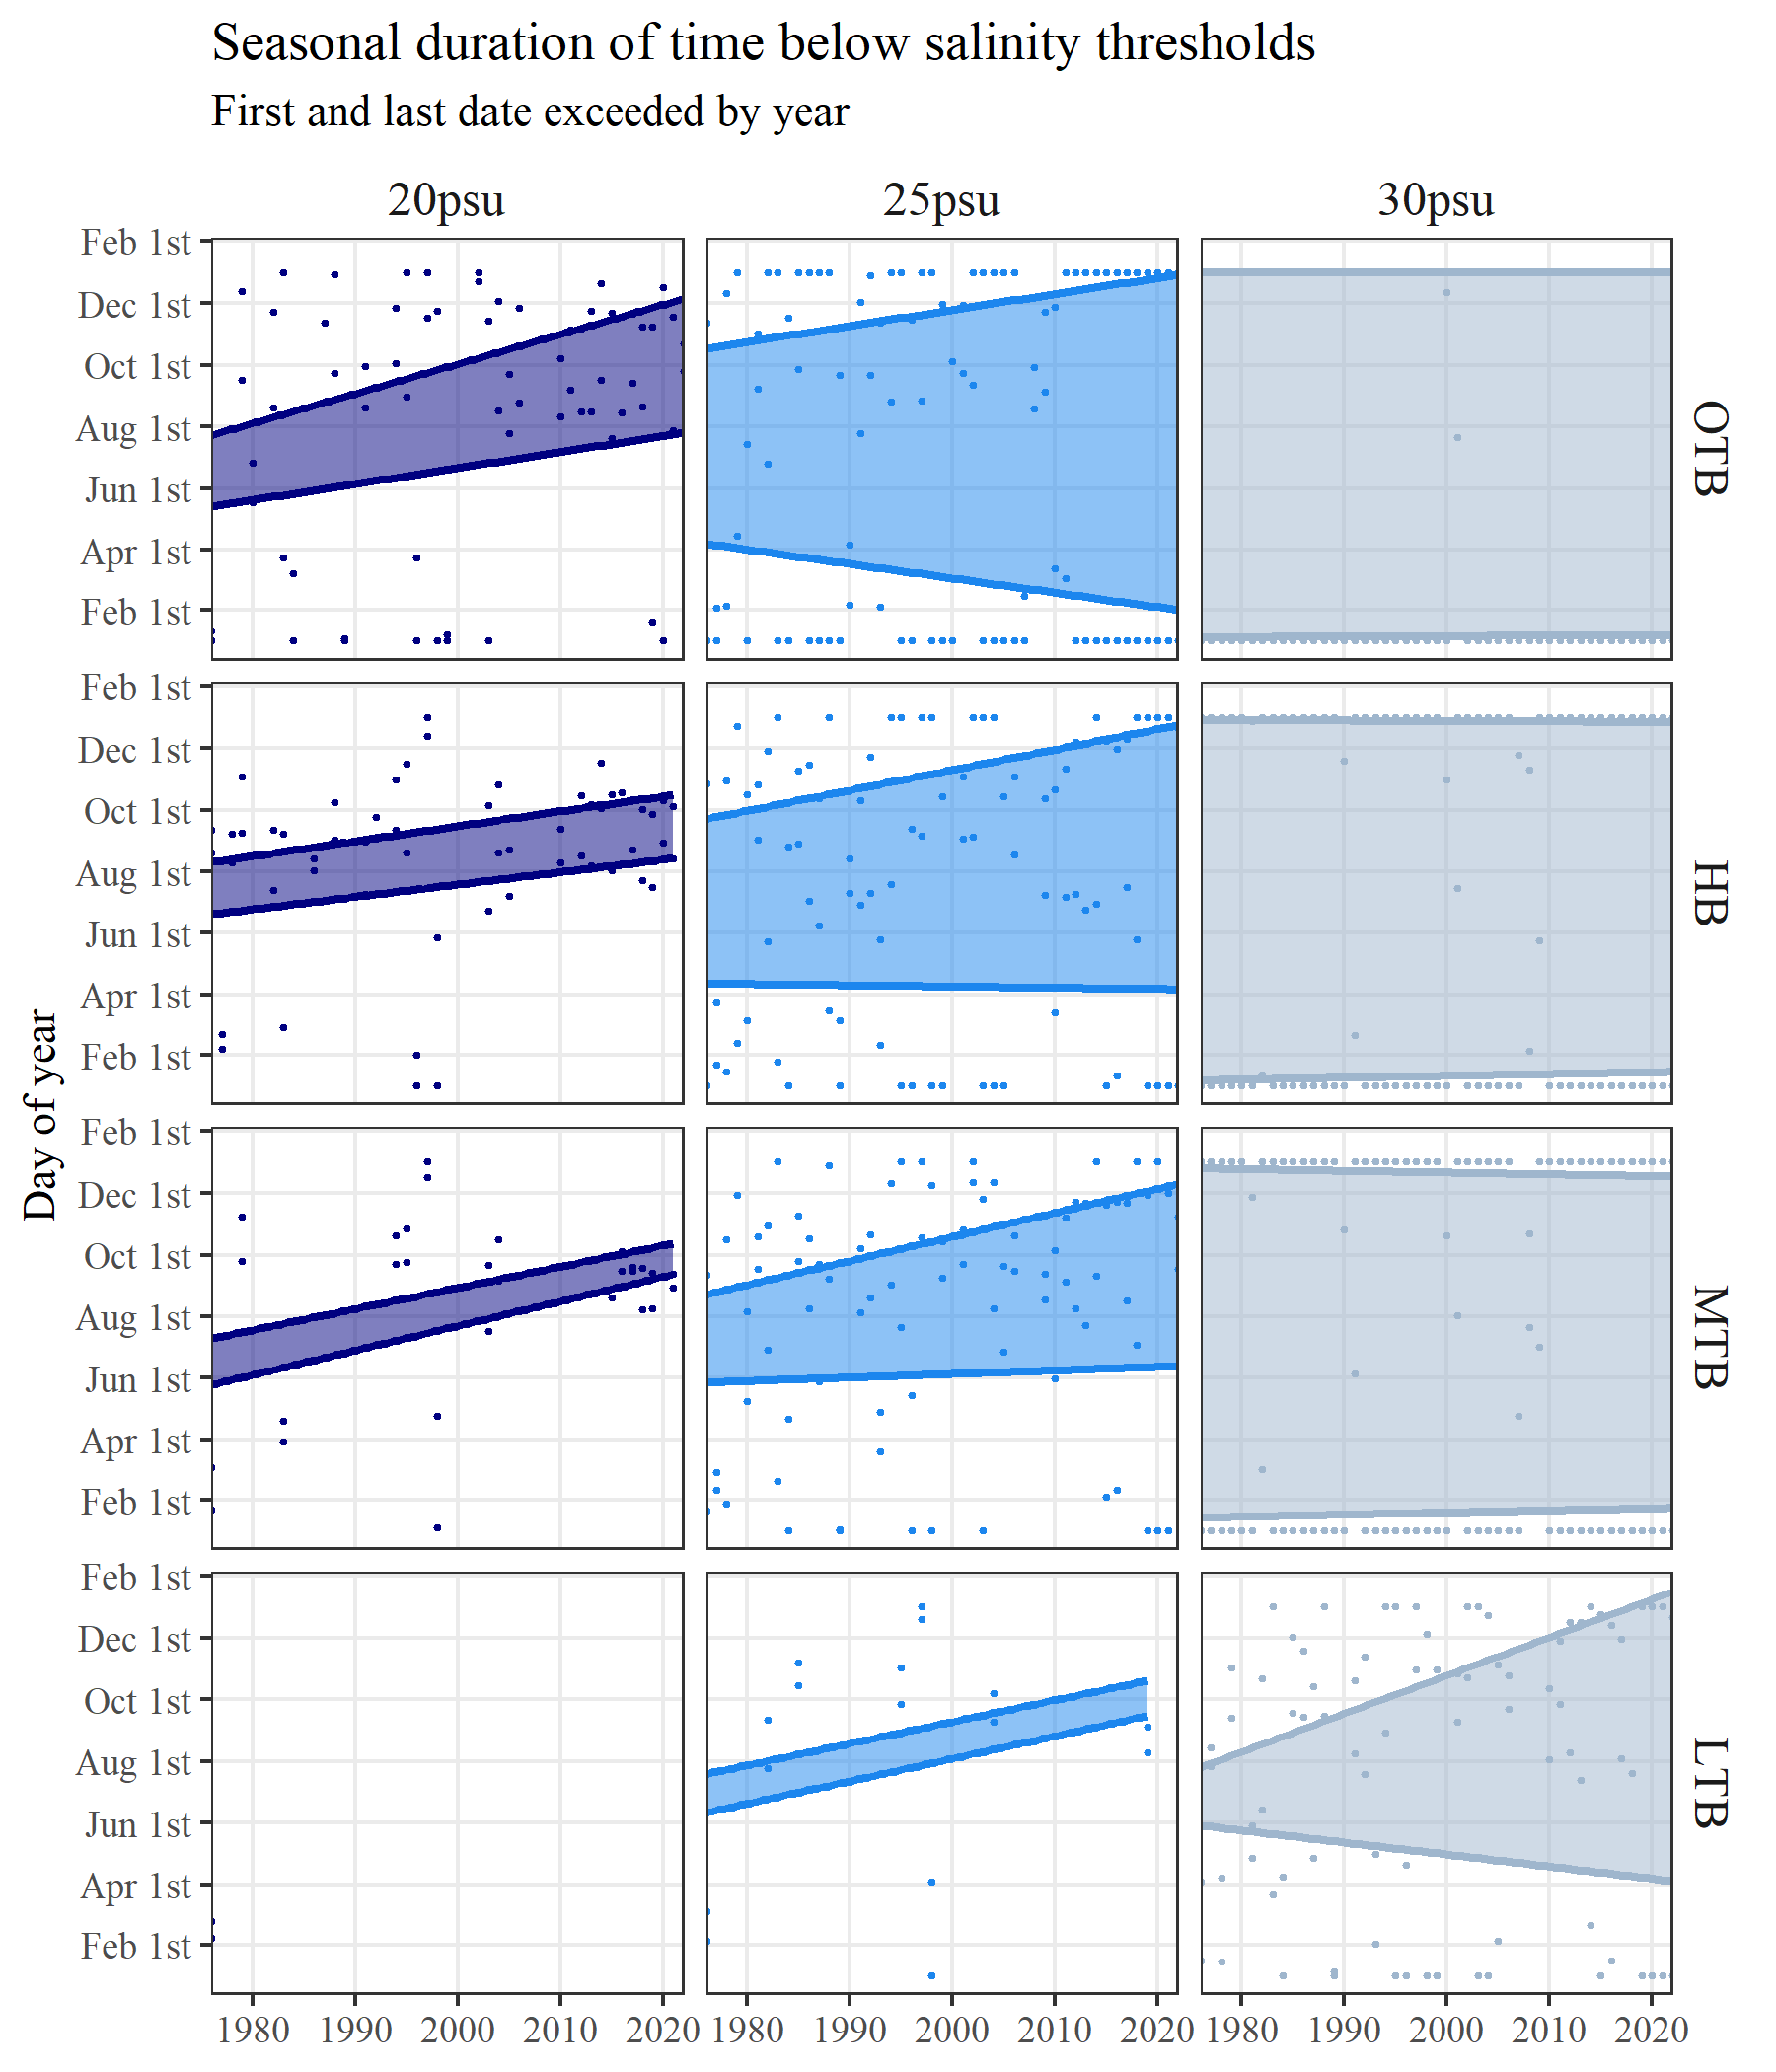 Seasonal duration of time below salinity thresholds
First and last date exceeded by year
20psu 25psu 30psu
Feb 1st
Dec 1st
Oct 1st
Aug 1st
Jun 1st
Apr 1st
Feb 1st
OTB
Feb 1st
Dec 1st
Oct 1st
Aug 1st
Jun 1st
Apr 1st
Feb 1st
HB
Day of year
Feb 1st
Dec 1st
Oct 1st
Aug 1st
Jun 1st
Apr 1st
Feb 1st
MTB
Feb 1st
Dec 1st
Oct 1st
Aug 1st
Jun 1st
Apr 1st
Feb 1st
LTB
1980 1990 2000 2010 2020 1980 1990 2000 2010 2020 1980 1990 2000 2010 2020